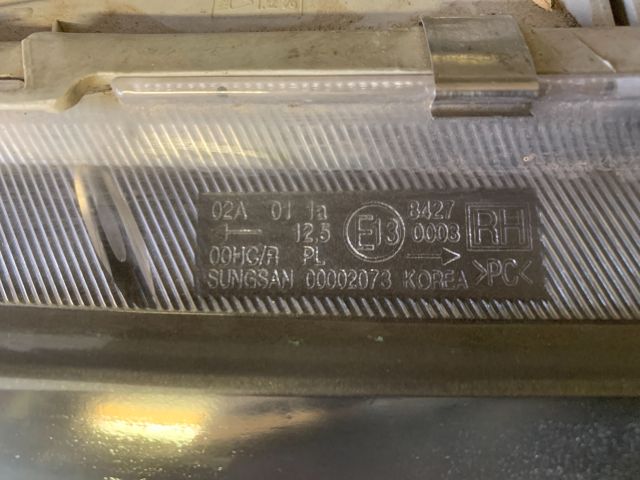 02A 01 1a 8427
← 12,5 E13 0003 RH
00HC/R PL →
SUNGSAN 00002073 KOREA >PC<